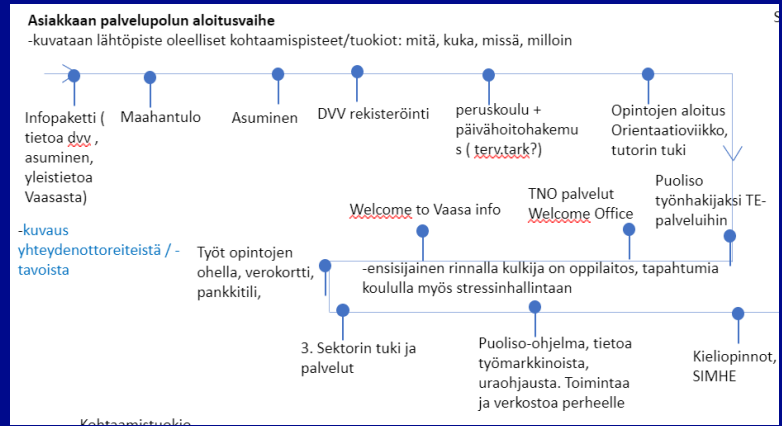 Asiakkaan palvelupolun aloitusvaihe
-kuvataan lähtöpiste oleelliset kohtaamispisteet/tuokiot: mitä, kuka, missä, milloin
Infopaketti (
tietoa dvv ,
asuminen,
yleistietoa
Vaasasta)
Maahantulo
Asuminen
DVV rekisteröinti
peruskoulu +
päivähoitohakemu
s ( terv.tark?)
Opintojen aloitus
Orientaatioviikko,
tutorin tuki
Puoliso
työnhakijaksi TE-
palveluihin
TNO palvelut
Welcome Office
Welcome to Vaasa info
-kuvaus
yhteydenottoreiteistä / -
tavoista
Työt opintojen
ohella, verokortti,
pankkitili,
-ensisijainen rinnalla kulkija on oppilaitos, tapahtumia
koululla myös stressinhallintaan
3. Sektorin tuki ja
palvelut
Puoliso-ohjelma, tietoa
työmarkkinoista,
uraohjausta. Toimintaa
ja verkostoa perheelle
Kieliopinnot,
SIMHE